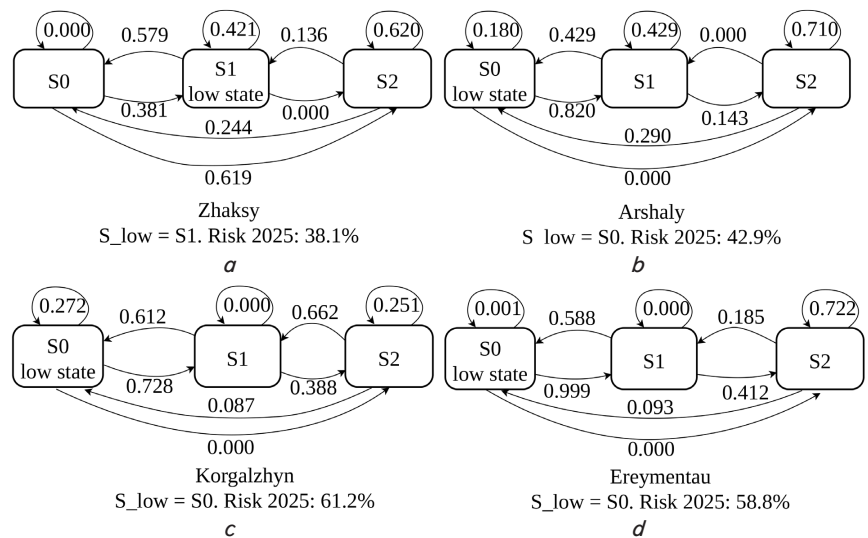 0.000
0.579
0.421
0.136
0.620
S0
S1
low state
S2
0.381
0.000
0.244
0.619
Zhaksy
S_low = S1. Risk 2025: 38.1%
a
0.180
0.429
0.429
0.000
0.710
S0
low state
S1
S2
0.820
0.143
0.290
0.000
Arshaly
S low = S0. Risk 2025: 42.9%
b
0.272
0.612
0.000
0.662
0.251
S0
low state
S1
S2
0.728
0.388
0.087
0.000
Korgalzhyn
S_low = S0. Risk 2025: 61.2%
c
0.001
0.588
0.000
0.185
0.722
S0
low state
S1
S2
0.999
0.412
0.093
0.000
Ereymentau
S_low = S0. Risk 2025: 58.8%
d